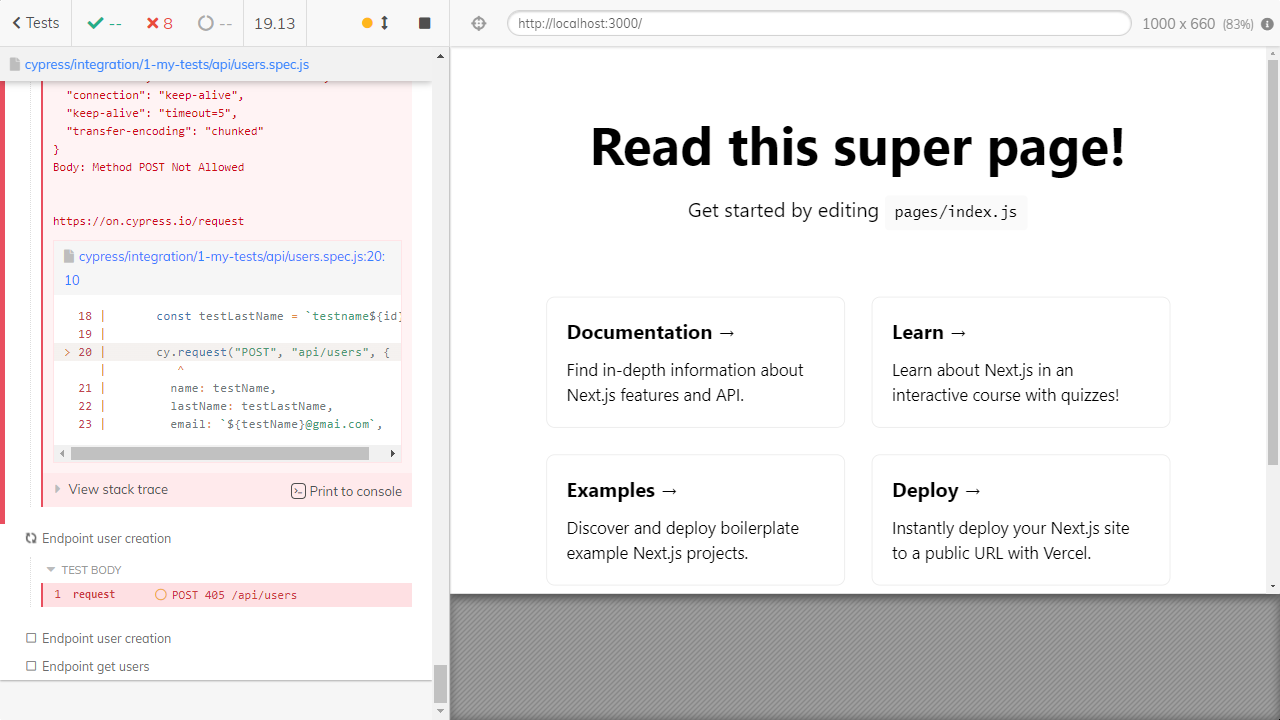 Tests
--
8
--
19.13
http://localhost:3000/
1000 x 660 (83%)
cypress/integration/1-my-tests/api/users.spec.js
"connection": "keep-alive",
"keep-alive": "timeout=5",
"transfer-encoding": "chunked"
}
Body: Method POST Not Allowed
https://on.cypress.io/request
cypress/integration/1-my-tests/api/users.spec.js:20:
10
18 | const testLastName = `testname${id}
19 |
> 20 | cy.request("POST", "api/users", {
| ^
21 | name: testName,
22 | lastName: testLastName,
23 | email: `${testName}@gmai.com`,
View stack trace
Print to console
Endpoint user creation
TEST BODY
1 request POST 405 /api/users
Endpoint user creation
Endpoint get users
Read this super page!
Get started by editing pages/index.js
Documentation →
Find in-depth information about
Next.js features and API.
Learn →
Learn about Next.js in an
interactive course with quizzes!
Examples →
Discover and deploy boilerplate
example Next.js projects.
Deploy →
Instantly deploy your Next.js site
to a public URL with Vercel.